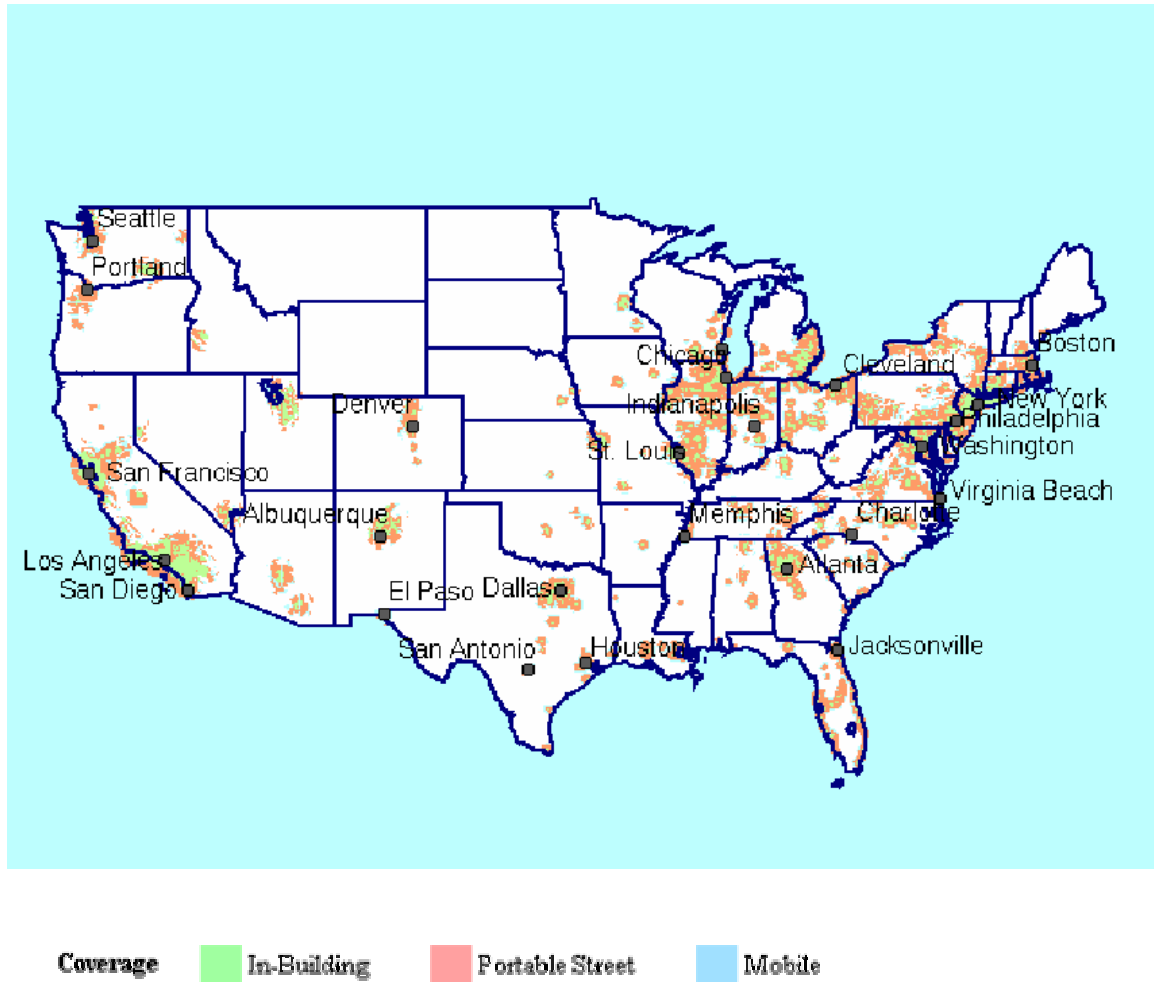 Seattle
Portland
Boston
Chicago
Cleveland
Denver
Indianapolis
New York
Philadelphia
St. Louis
Washington
San Francisco
Virginia Beach
Albuquerque
Memphis
Charlotte
Los Angeles
Atlanta
San Diego
El Paso
Dallas
San Antonio
Houston
Jacksonville
Coverage In-Building Portable Street Mobile